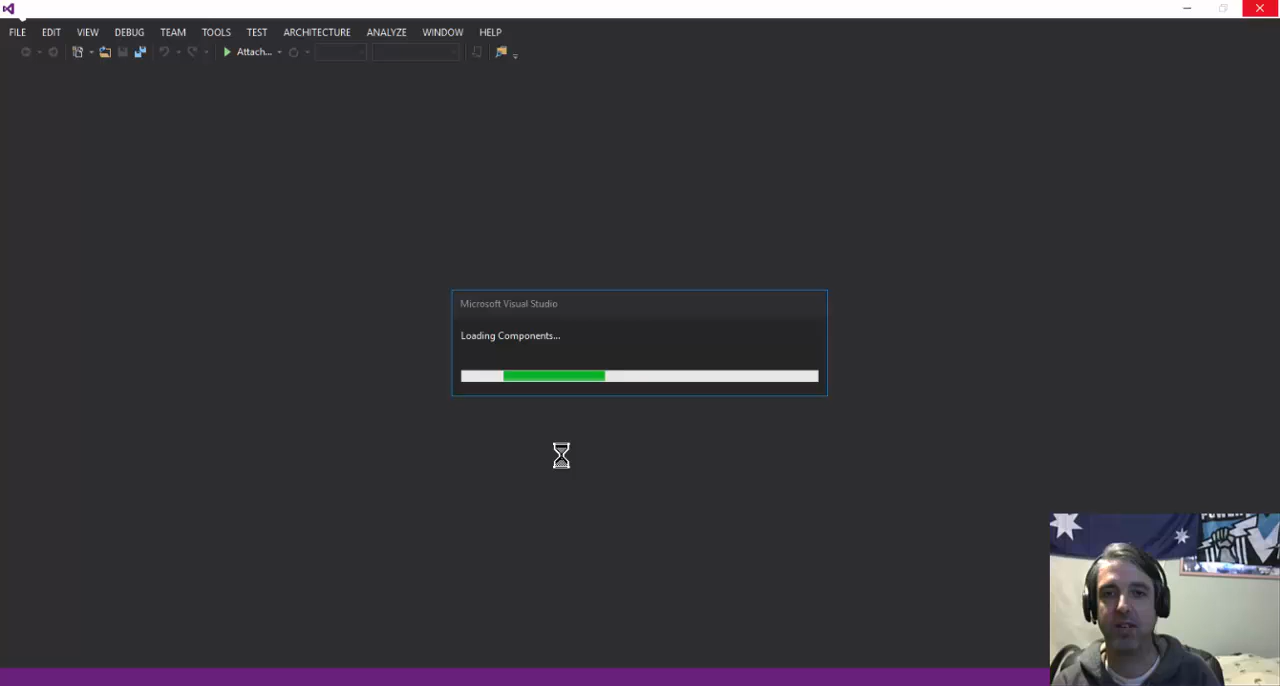 FILE EDIT VIEW DEBUG TEAM TOOLS TEST ARCHITECTURE ANALYZE WINDOW HELP
Attach...
Microsoft Visual Studio
Loading Components...